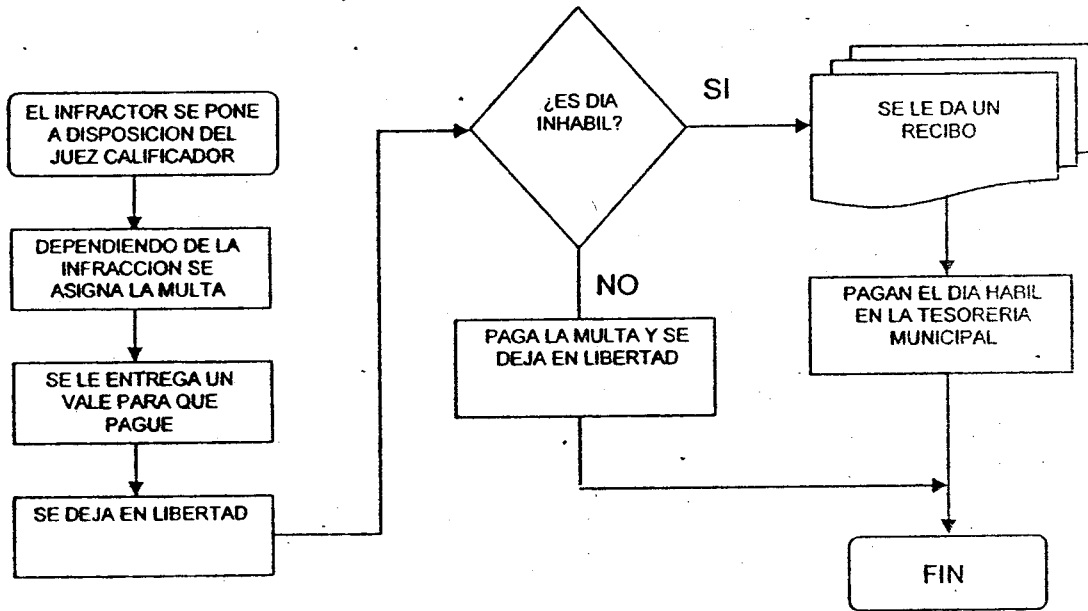 EL INFRACTOR SE PONE
A DISPOSICION DEL
JUEZ CALIFICADOR
DEPENDIENDO DE LA
INFRACCION SE
ASIGNA LA MULTA
SE LE ENTREGA UN
VALE PARA QUE
PAGUE
SE DEJA EN LIBERTAD
¿ES DIA
INHABIL?
SI
NO
PAGA LA MULTA Y SE
DEJA EN LIBERTAD
SE LE DA UN
RECIBO
PAGAN EL DIA HABIL
EN LA TESORERIA
MUNICIPAL
FIN